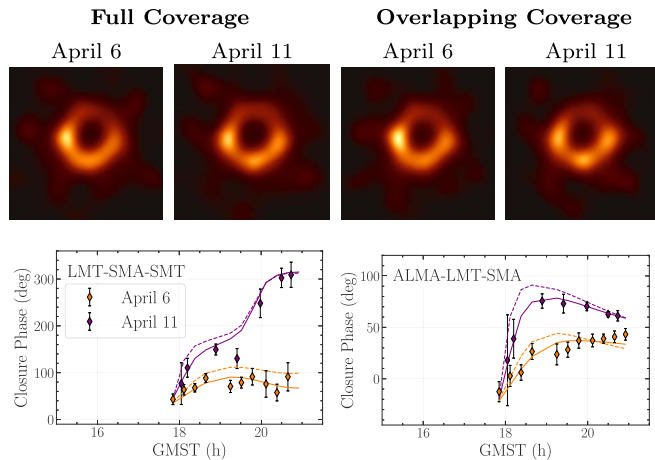 Full Coverage
Overlapping Coverage
April 6
April 11
April 6
April 11
LMT-SMA-SMT
April 6
April 11
Closure Phase (deg)
300
200
100
0
16
18
20
GMST (h)
ALMA-LMT-SMA
Closure Phase (deg)
100
50
0
16
18
20
GMST (h)